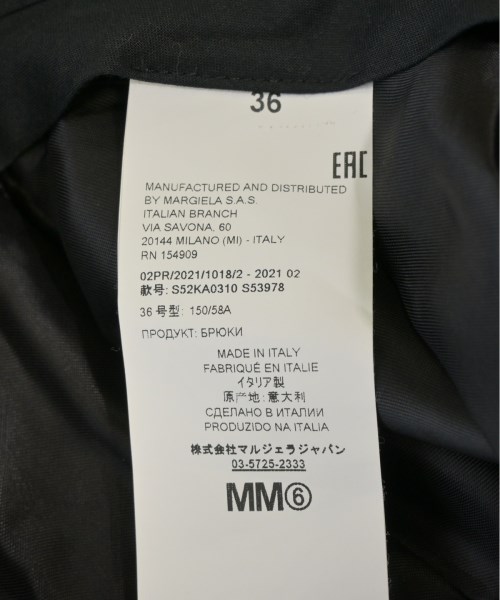 36
EAC
MANUFACTURED AND DISTRIBUTED
BY MARGIELA S.A.S.
ITALIAN BRANCH
VIA SAVONA, 60
20144 MILANO (MI) - ITALY
RN 154909
02PR/2021/1018/2 - 2021 02
款号: S52KA0310 S53978
36 号型: 150/58A
ПРОДУКТ: БРЮКИ
MADE IN ITALY
FABRIQUÉ EN ITALIE
イタリア製
原产地: 意大利
СДЕЛАНО В ИТАЛИИ
PRODUZIDO NA ITALIA
株式会社マルジェラジャパン
03-5725-2333
MM⑥